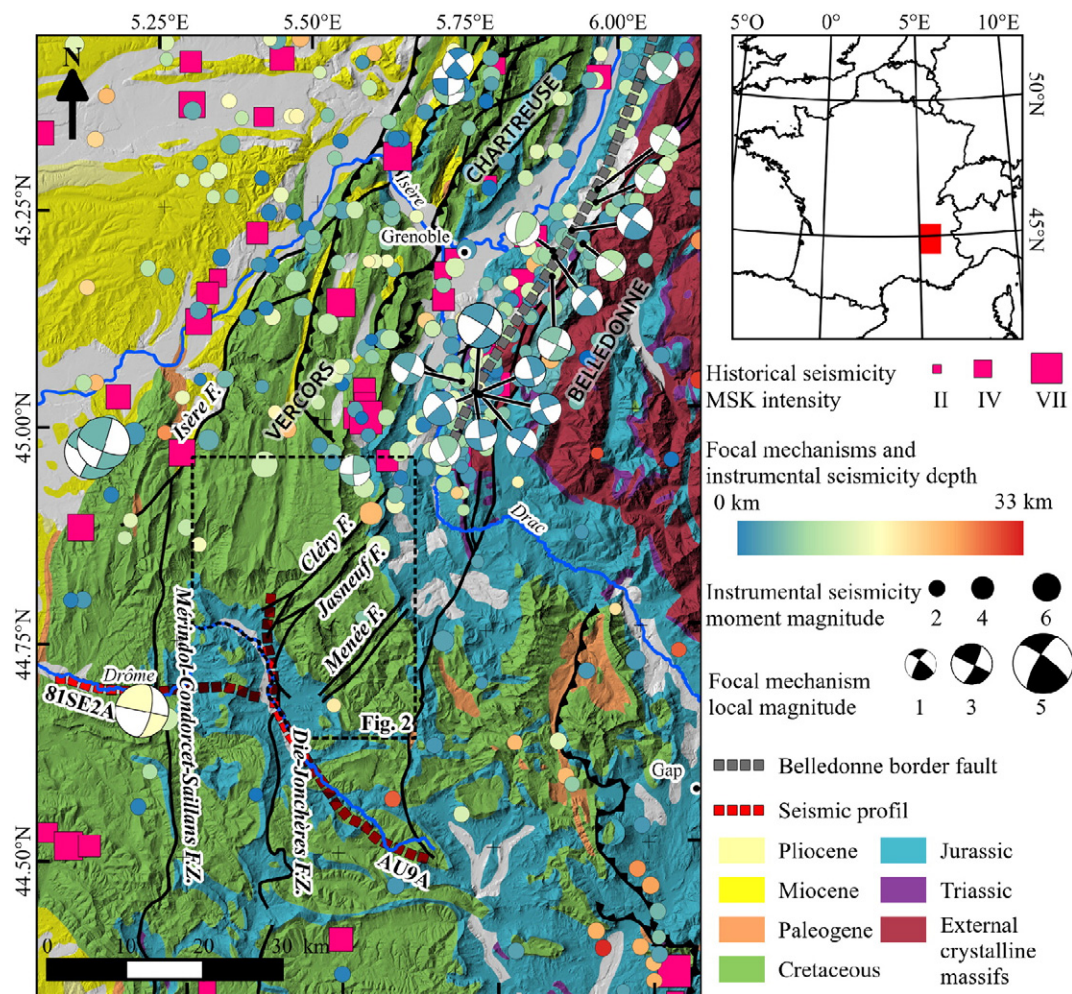 5.25°E 5.50°E 5.75°E 6.00°E
N
45.25°N
45.00°N
44.75°N
44.50°N
CHARTREUSE
Isère
Grenoble
BELLEDONNE
VERCORS
Isère F.
Drac
Cléry F.
Jasneuf F.
Menée F.
Drôme
81SE2A
Mérindol-Condorcet-Saillans F.Z.
Die-Jonchères F.Z.
Fig. 2
AU9A
Gap
0 10 20 30 km
5°O 0° 5°E 10°E
50°N
45°N
Historical seismicity
MSK intensity
II IV VII
Focal mechanisms and
instrumental seismicity depth
0 km 33 km
Instrumental seismicity
moment magnitude
2 4 6
Focal mechanism
local magnitude
1 3 5
Belledonne border fault
Seismic profil
Pliocene
Miocene
Paleogene
Cretaceous
Jurassic
Triassic
External
crystalline
massifs